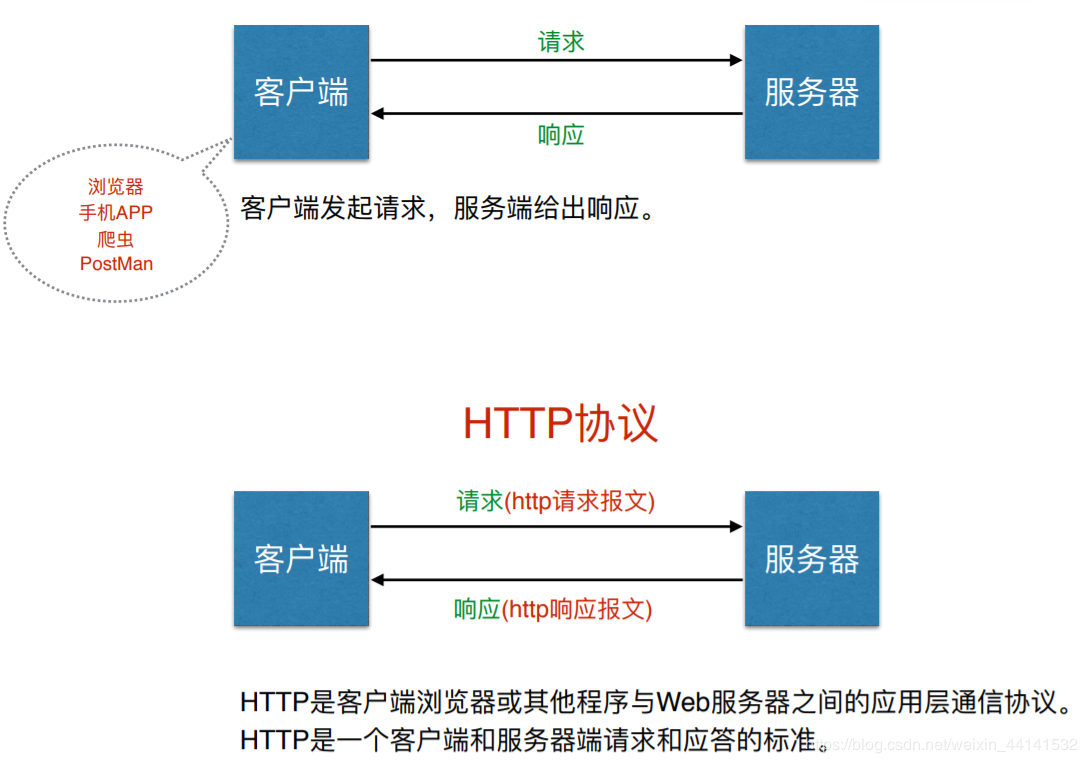 请求
客户端
服务器
响应
浏览器
手机APP
爬虫
PostMan
客户端发起请求，服务端给出响应。
HTTP协议
请求(http请求报文)
客户端
服务器
响应(http响应报文)
HTTP是客户端浏览器或其他程序与Web服务器之间的应用层通信协议。
HTTP是一个客户端和服务器端请求和应答的标准。
https://blog.csdn.net/weixin_44141532